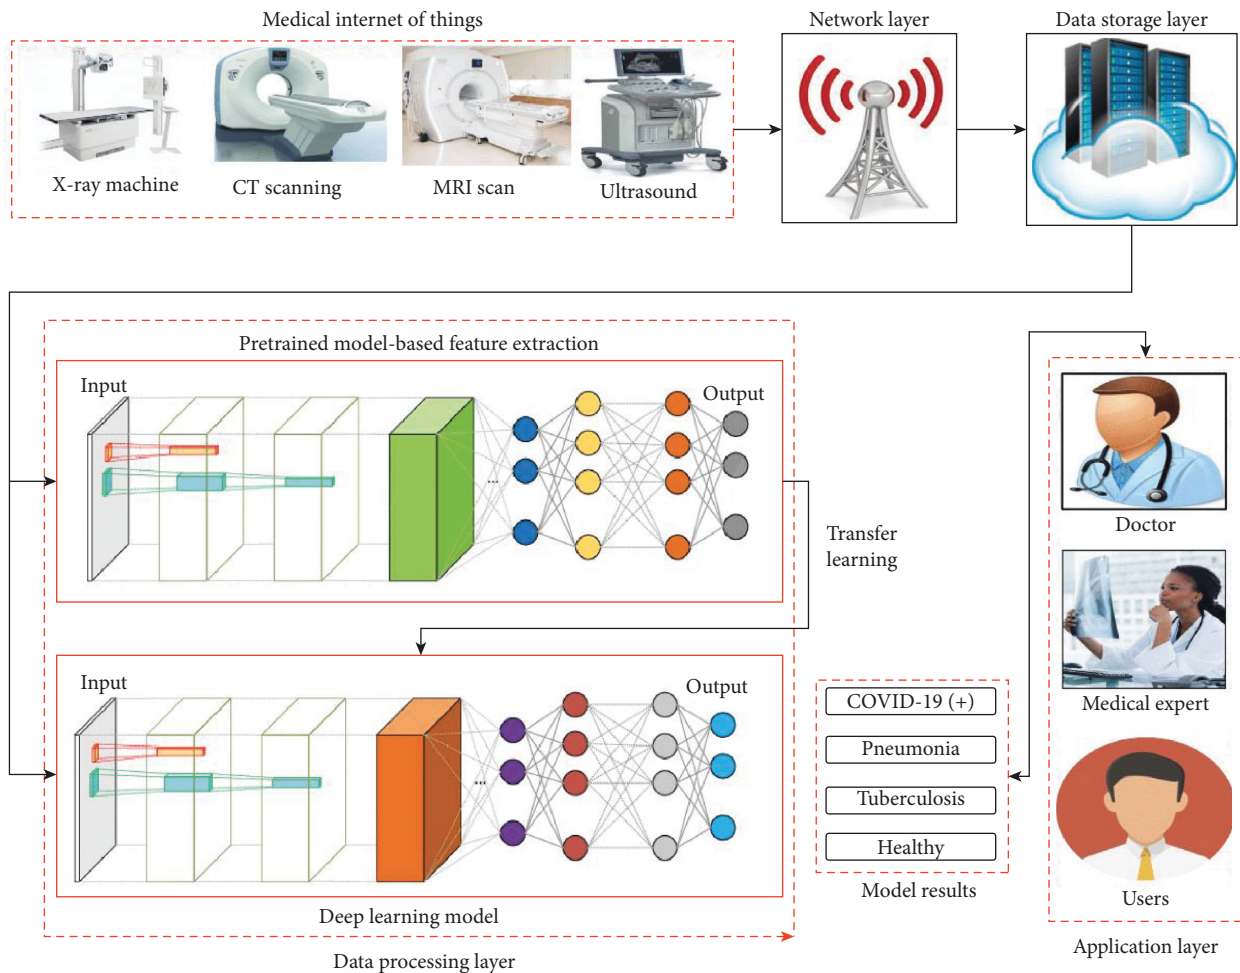 Medical internet of things
Network layer
Data storage layer
X-ray machine
CT scanning
MRI scan
Ultrasound
Pretrained model-based feature extraction
Input
Output
...
Transfer
learning
Input
Output
...
Deep learning model
Data processing layer
COVID-19 (+)
Pneumonia
Tuberculosis
Healthy
Model results
Doctor
Medical expert
Users
Application layer